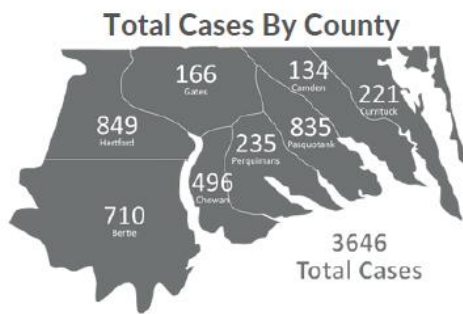 Total Cases By County
166
Gates
134
Camden
221
Currituck
849
Hertford
235
Perquimans
835
Pasquotank
496
Chowan
710
Bertie
3646
Total Cases